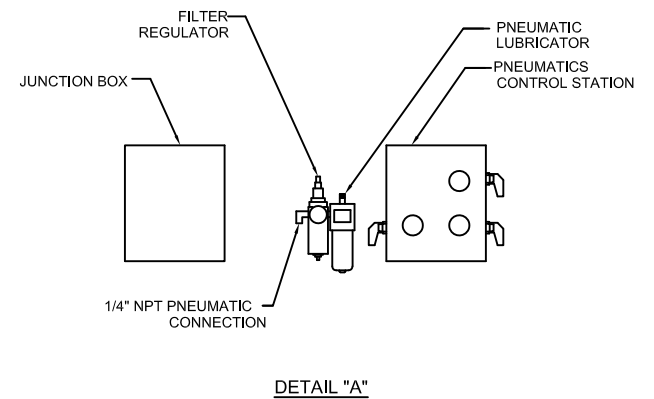 FILTER
REGULATOR
PNEUMATIC
LUBRICATOR
JUNCTION BOX
PNEUMATICS
CONTROL STATION
1/4" NPT PNEUMATIC
CONNECTION
DETAIL "A"